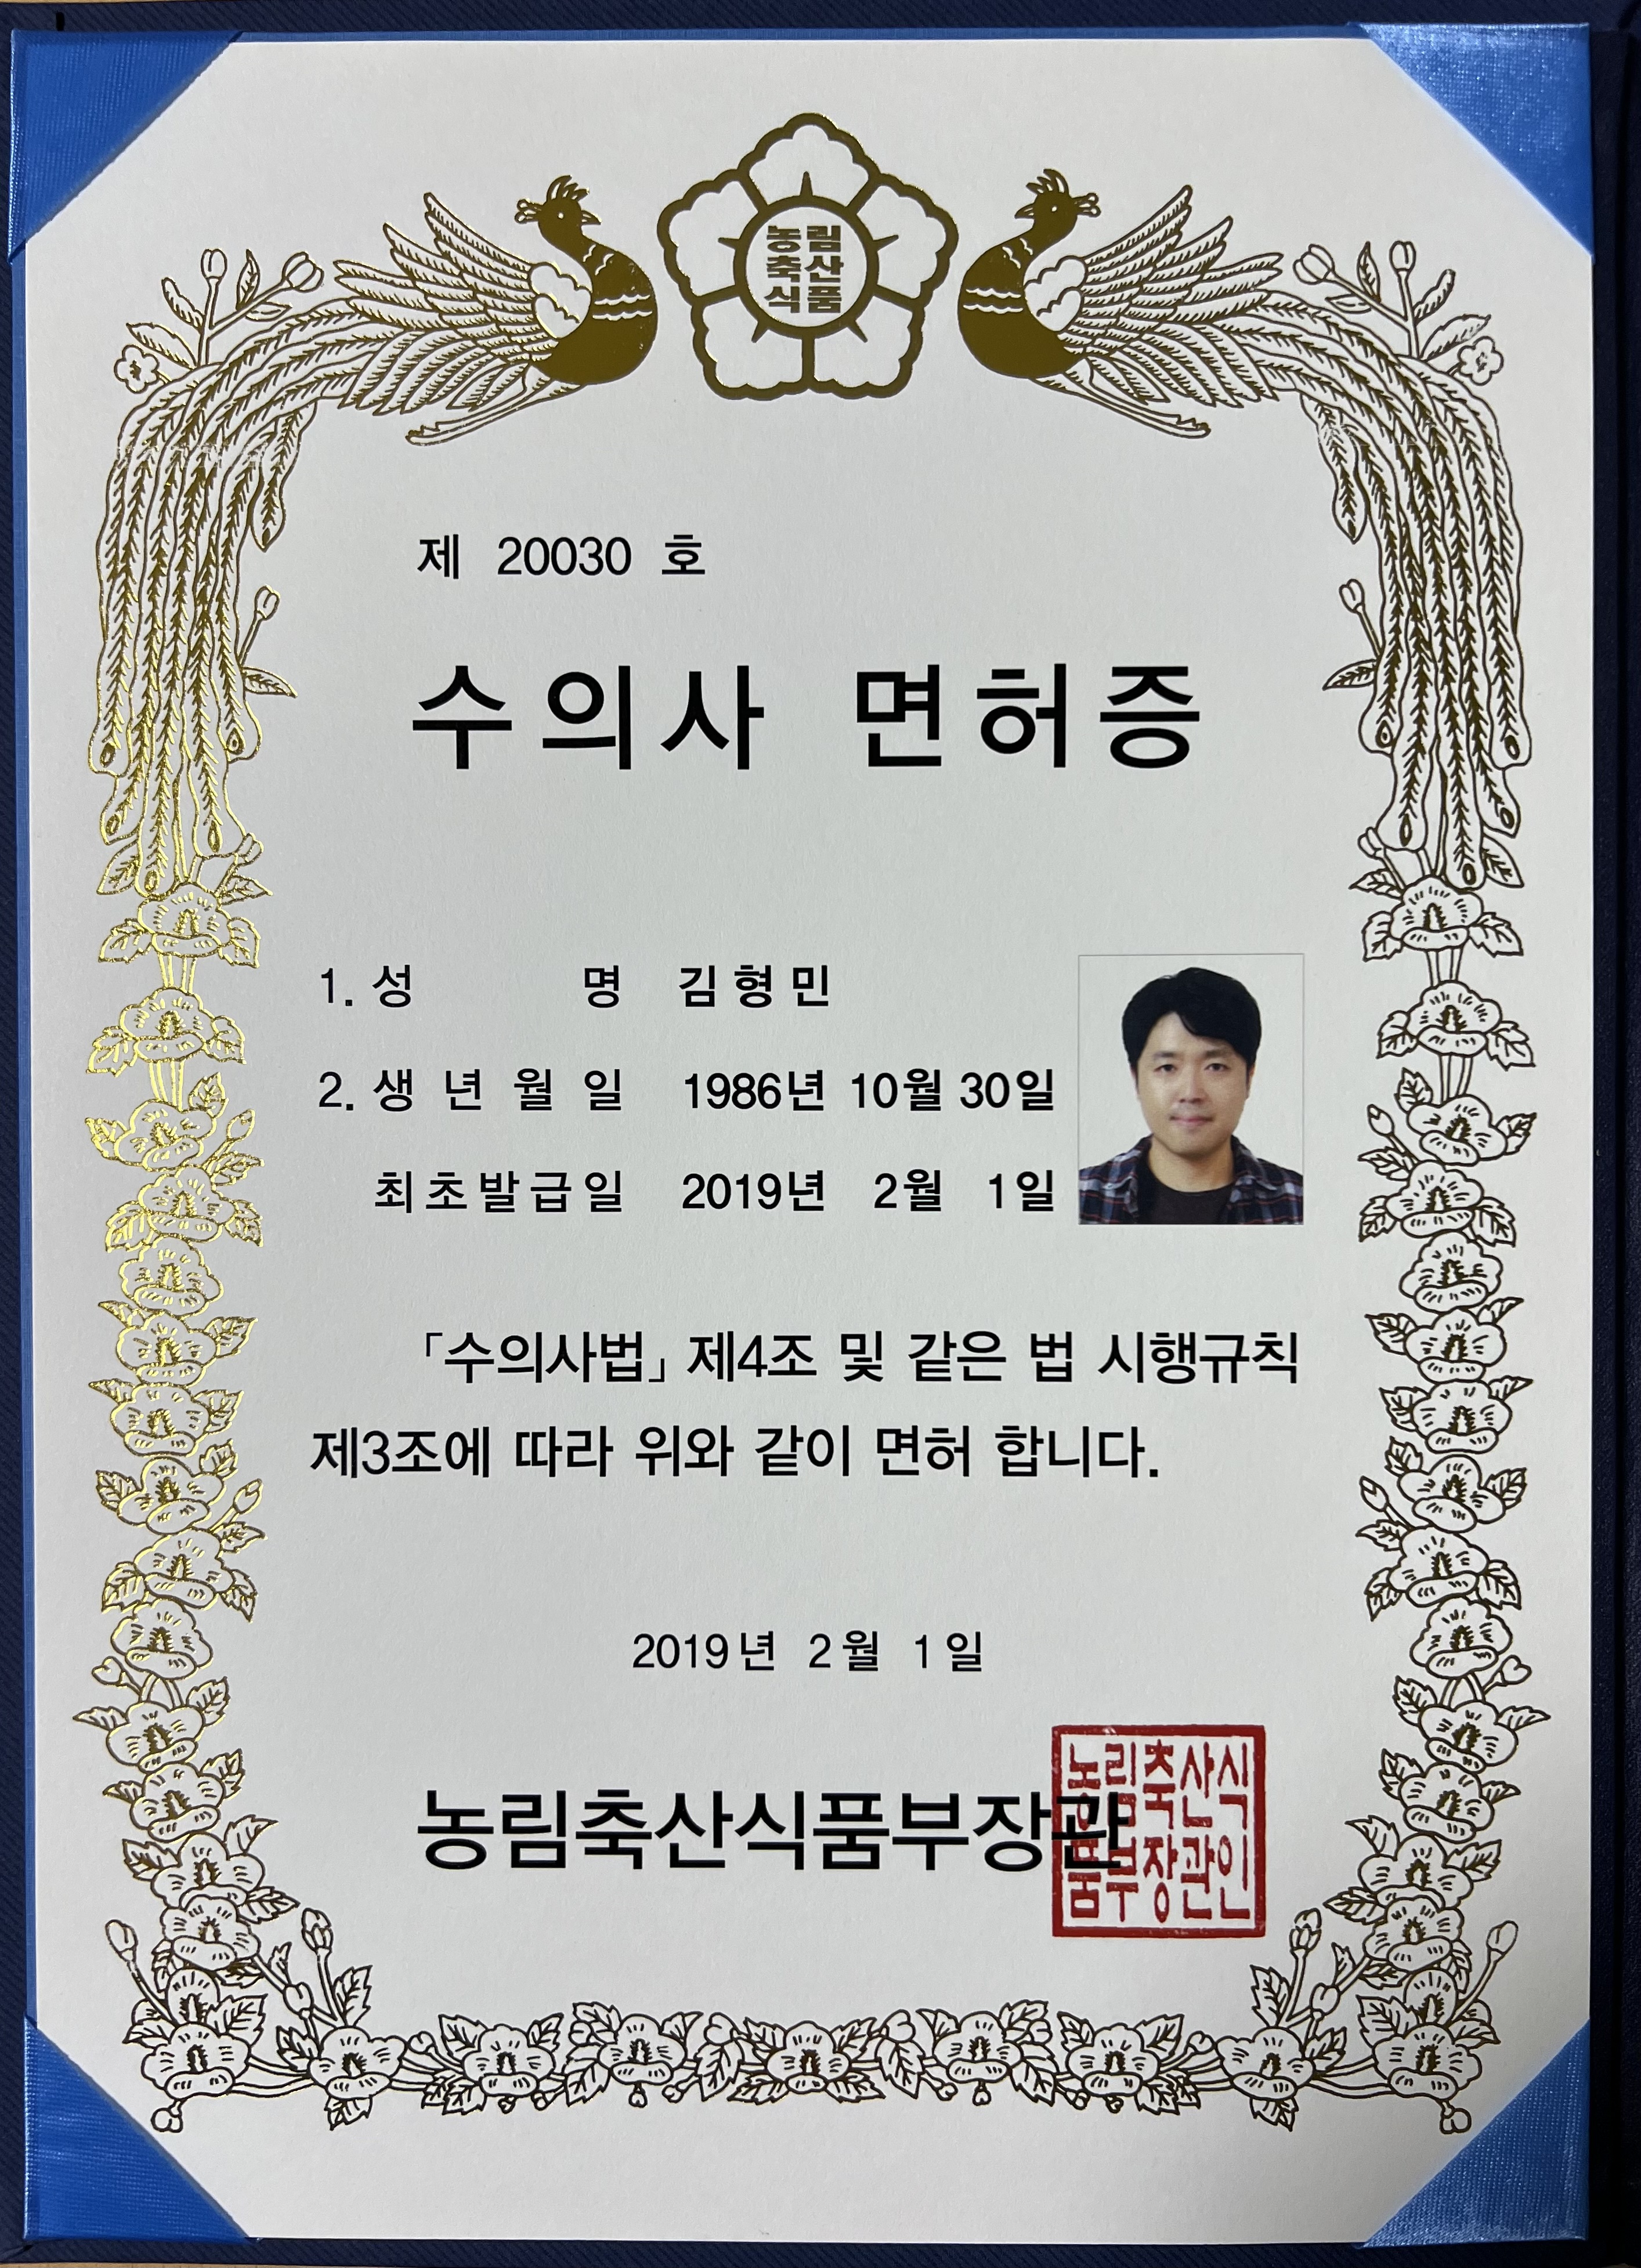 농림
축산
식품
제 20030 호
수의사 면허증
1. 성 명 김형민
2. 생년월일 1986년 10월 30일
최초발급일 2019년 2월 1일
「수의사법」 제4조 및 같은 법 시행규칙
제3조에 따라 위와 같이 면허 합니다.
2019년 2월 1일
농림축산식품부장관
농림축산식
품부장관인